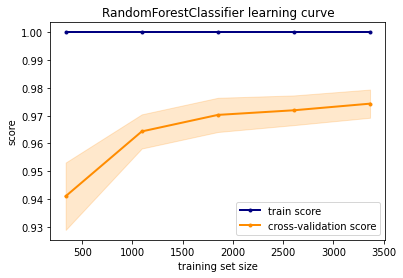 RandomForestClassifier learning curve
score
1.00
0.99
0.98
0.97
0.96
0.95
0.94
0.93
train score
cross-validation score
500 1000 1500 2000 2500 3000 3500
training set size